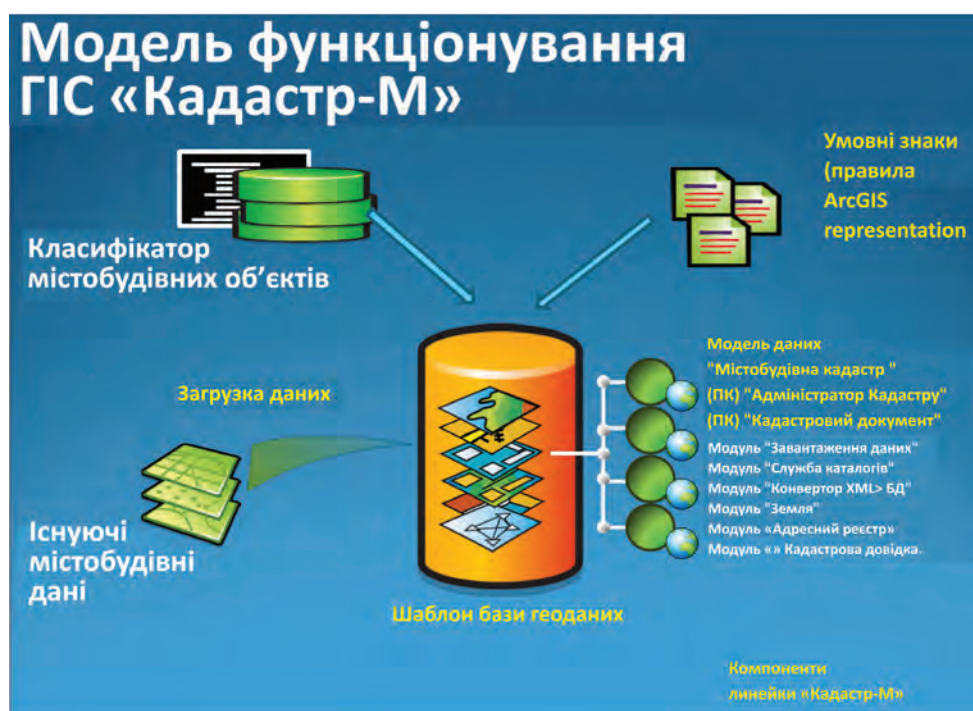 Модель функціонування
ГІС «Кадастр-М»
Умовні знаки
(правила
ArcGIS
representation
Класифікатор
містобудівних об’єктів
Загрузка даних
Існуючі
містобудівні
дані
Шаблон бази геоданих
Модель даних
"Містобудівна кадастр "
(ПК) "Адміністратор Кадастру"
(ПК) "Кадастровий документ"
Модуль "Завантаження даних"
Модуль "Служба каталогів"
Модуль "Конвертор XML> БД"
Модуль "Земля"
Модуль «Адресний реєстр»
Модуль «» Кадастрова довідка.
Компоненти
линейки «Кадастр-М»